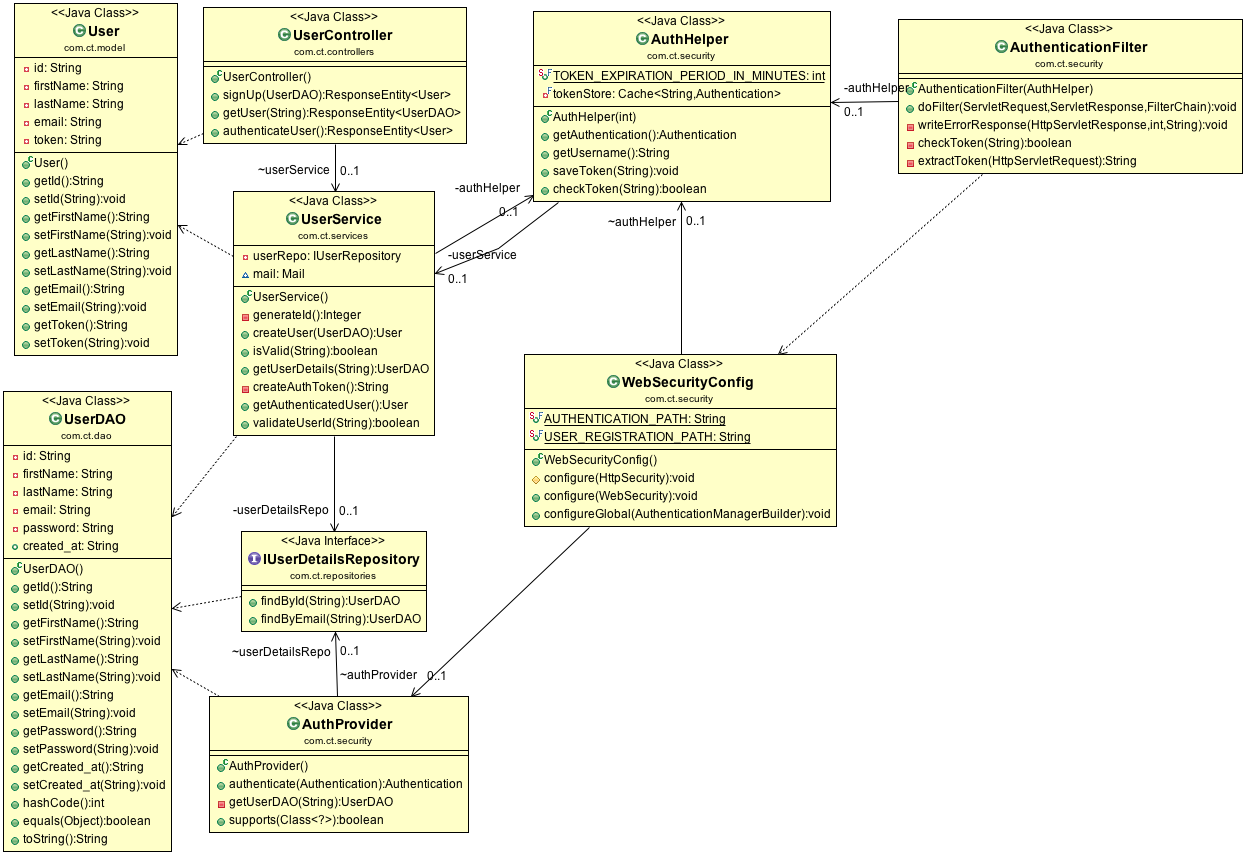 <<Java Class>>
User
com.ct.model
id: String
firstName: String
lastName: String
email: String
token: String
User()
getId():String
setId(String):void
getFirstName():String
setFirstName(String):void
getLastName():String
setLastName(String):void
getEmail():String
setEmail(String):void
getToken():String
setToken(String):void
<<Java Class>>
UserController
com.ct.controllers
UserController()
signUp(UserDAO):ResponseEntity<User>
getUser(String):ResponseEntity<UserDAO>
authenticateUser():ResponseEntity<User>
~userService
0..1
<<Java Class>>
AuthHelper
com.ct.security
TOKEN_EXPIRATION_PERIOD_IN_MINUTES: int
tokenStore: Cache<String,Authentication>
AuthHelper(int)
getAuthentication():Authentication
getUsername():String
saveToken(String):void
checkToken(String):boolean
-authHelper
0..1
<<Java Class>>
AuthenticationFilter
com.ct.security
AuthenticationFilter(AuthHelper)
doFilter(ServletRequest,ServletResponse,FilterChain):void
writeErrorResponse(HttpServletResponse,int,String):void
checkToken(String):boolean
extractToken(HttpServletRequest):String
<<Java Class>>
UserService
com.ct.services
userRepo: IUserRepository
mail: Mail
UserService()
generateId():Integer
createUser(UserDAO):User
isValid(String):boolean
getUserDetails(String):UserDAO
createAuthToken():String
getAuthenticatedUser():User
validateUserId(String):boolean
-authHelper
0..1
-userService
0..1
~authHelper
0..1
<<Java Class>>
WebSecurityConfig
com.ct.security
AUTHENTICATION_PATH: String
USER_REGISTRATION_PATH: String
WebSecurityConfig()
configure(HttpSecurity):void
configure(WebSecurity):void
configureGlobal(AuthenticationManagerBuilder):void
<<Java Class>>
UserDAO
com.ct.dao
id: String
firstName: String
lastName: String
email: String
password: String
created_at: String
UserDAO()
getId():String
setId(String):void
getFirstName():String
setFirstName(String):void
getLastName():String
setLastName(String):void
getEmail():String
setEmail(String):void
getPassword():String
setPassword(String):void
getCreated_at():String
setCreated_at(String):void
hashCode():int
equals(Object):boolean
toString():String
-userDetailsRepo
0..1
<<Java Interface>>
IUserDetailsRepository
com.ct.repositories
findById(String):UserDAO
findByEmail(String):UserDAO
~userDetailsRepo
0..1
~authProvider
0..1
<<Java Class>>
AuthProvider
com.ct.security
AuthProvider()
authenticate(Authentication):Authentication
getUserDAO(String):UserDAO
supports(Class<?>):boolean